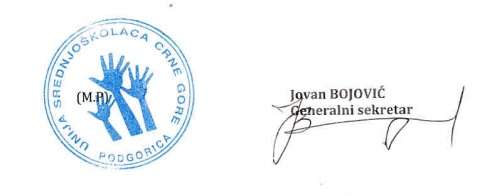 UNIJA SREDNJOŠKOLACA CRNE GORE
PODGORICA
(M.P)
Jovan BOJOVIĆ
Generalni sekretar